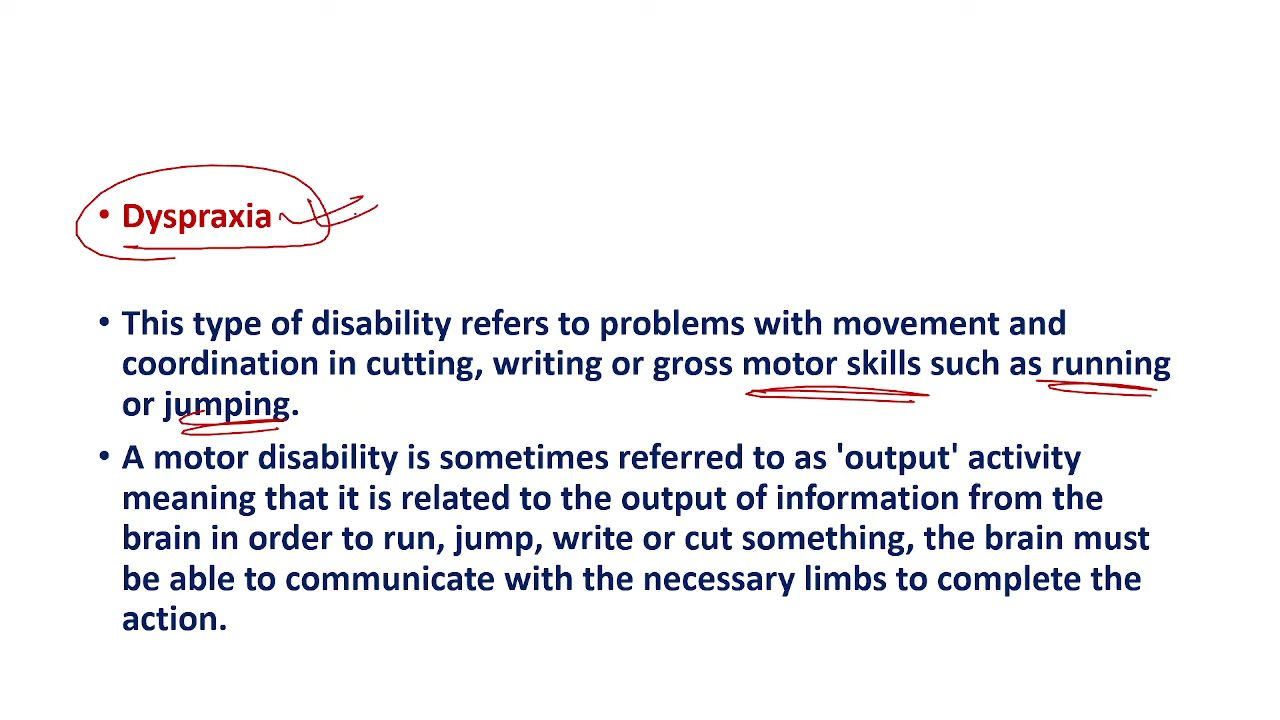 • Dyspraxia
• This type of disability refers to problems with movement and
coordination in cutting, writing or gross motor skills such as running
or jumping.
• A motor disability is sometimes referred to as 'output' activity
meaning that it is related to the output of information from the
brain in order to run, jump, write or cut something, the brain must
be able to communicate with the necessary limbs to complete the
action.